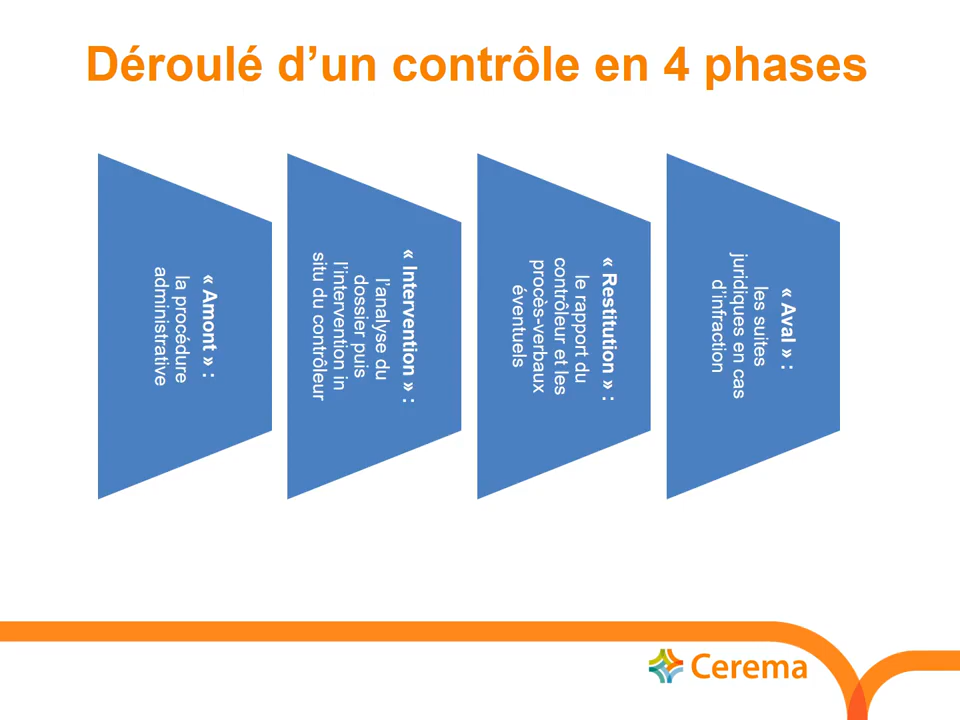 Déroulé d’un contrôle en 4 phases
« Amont » :
la procédure
administrative
« Intervention » :
l’analyse du
dossier puis
l’intervention in
situ du contrôleur
« Restitution » :
le rapport du
contrôleur et les
procès-verbaux
éventuels
« Aval » :
les suites
juridiques en cas
d’infraction
Cerema